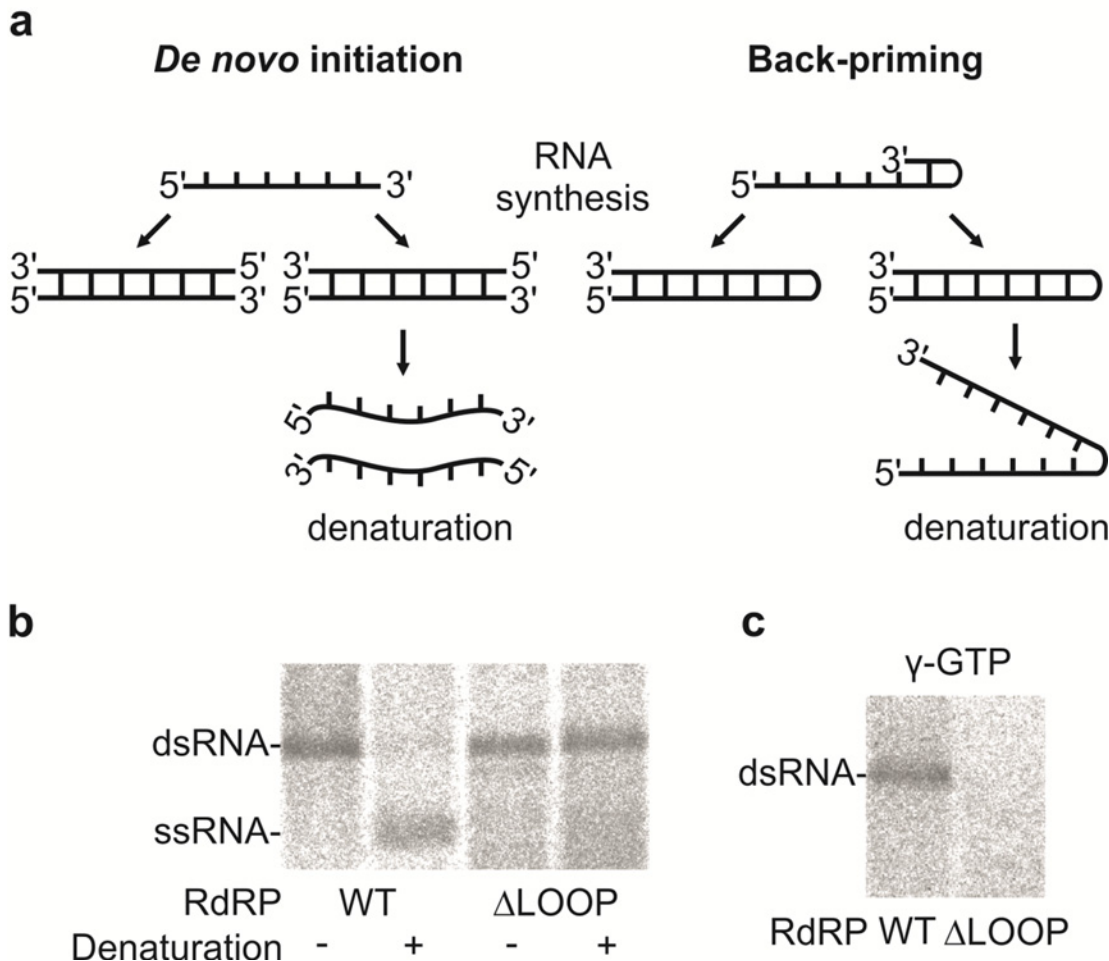 a
De novo initiation
Back-priming
RNA
synthesis
5' 3'
3'
5'
3' 5' 3' 5' 3' 3'
5' 3' 5' 3' 5' 5'
5' 3'
3' 5'
denaturation
3'
5'
denaturation
b
dsRNA-
ssRNA-
RdRP WT ΔLOOP
Denaturation - + - +
c
γ-GTP
dsRNA-
RdRP WT ΔLOOP